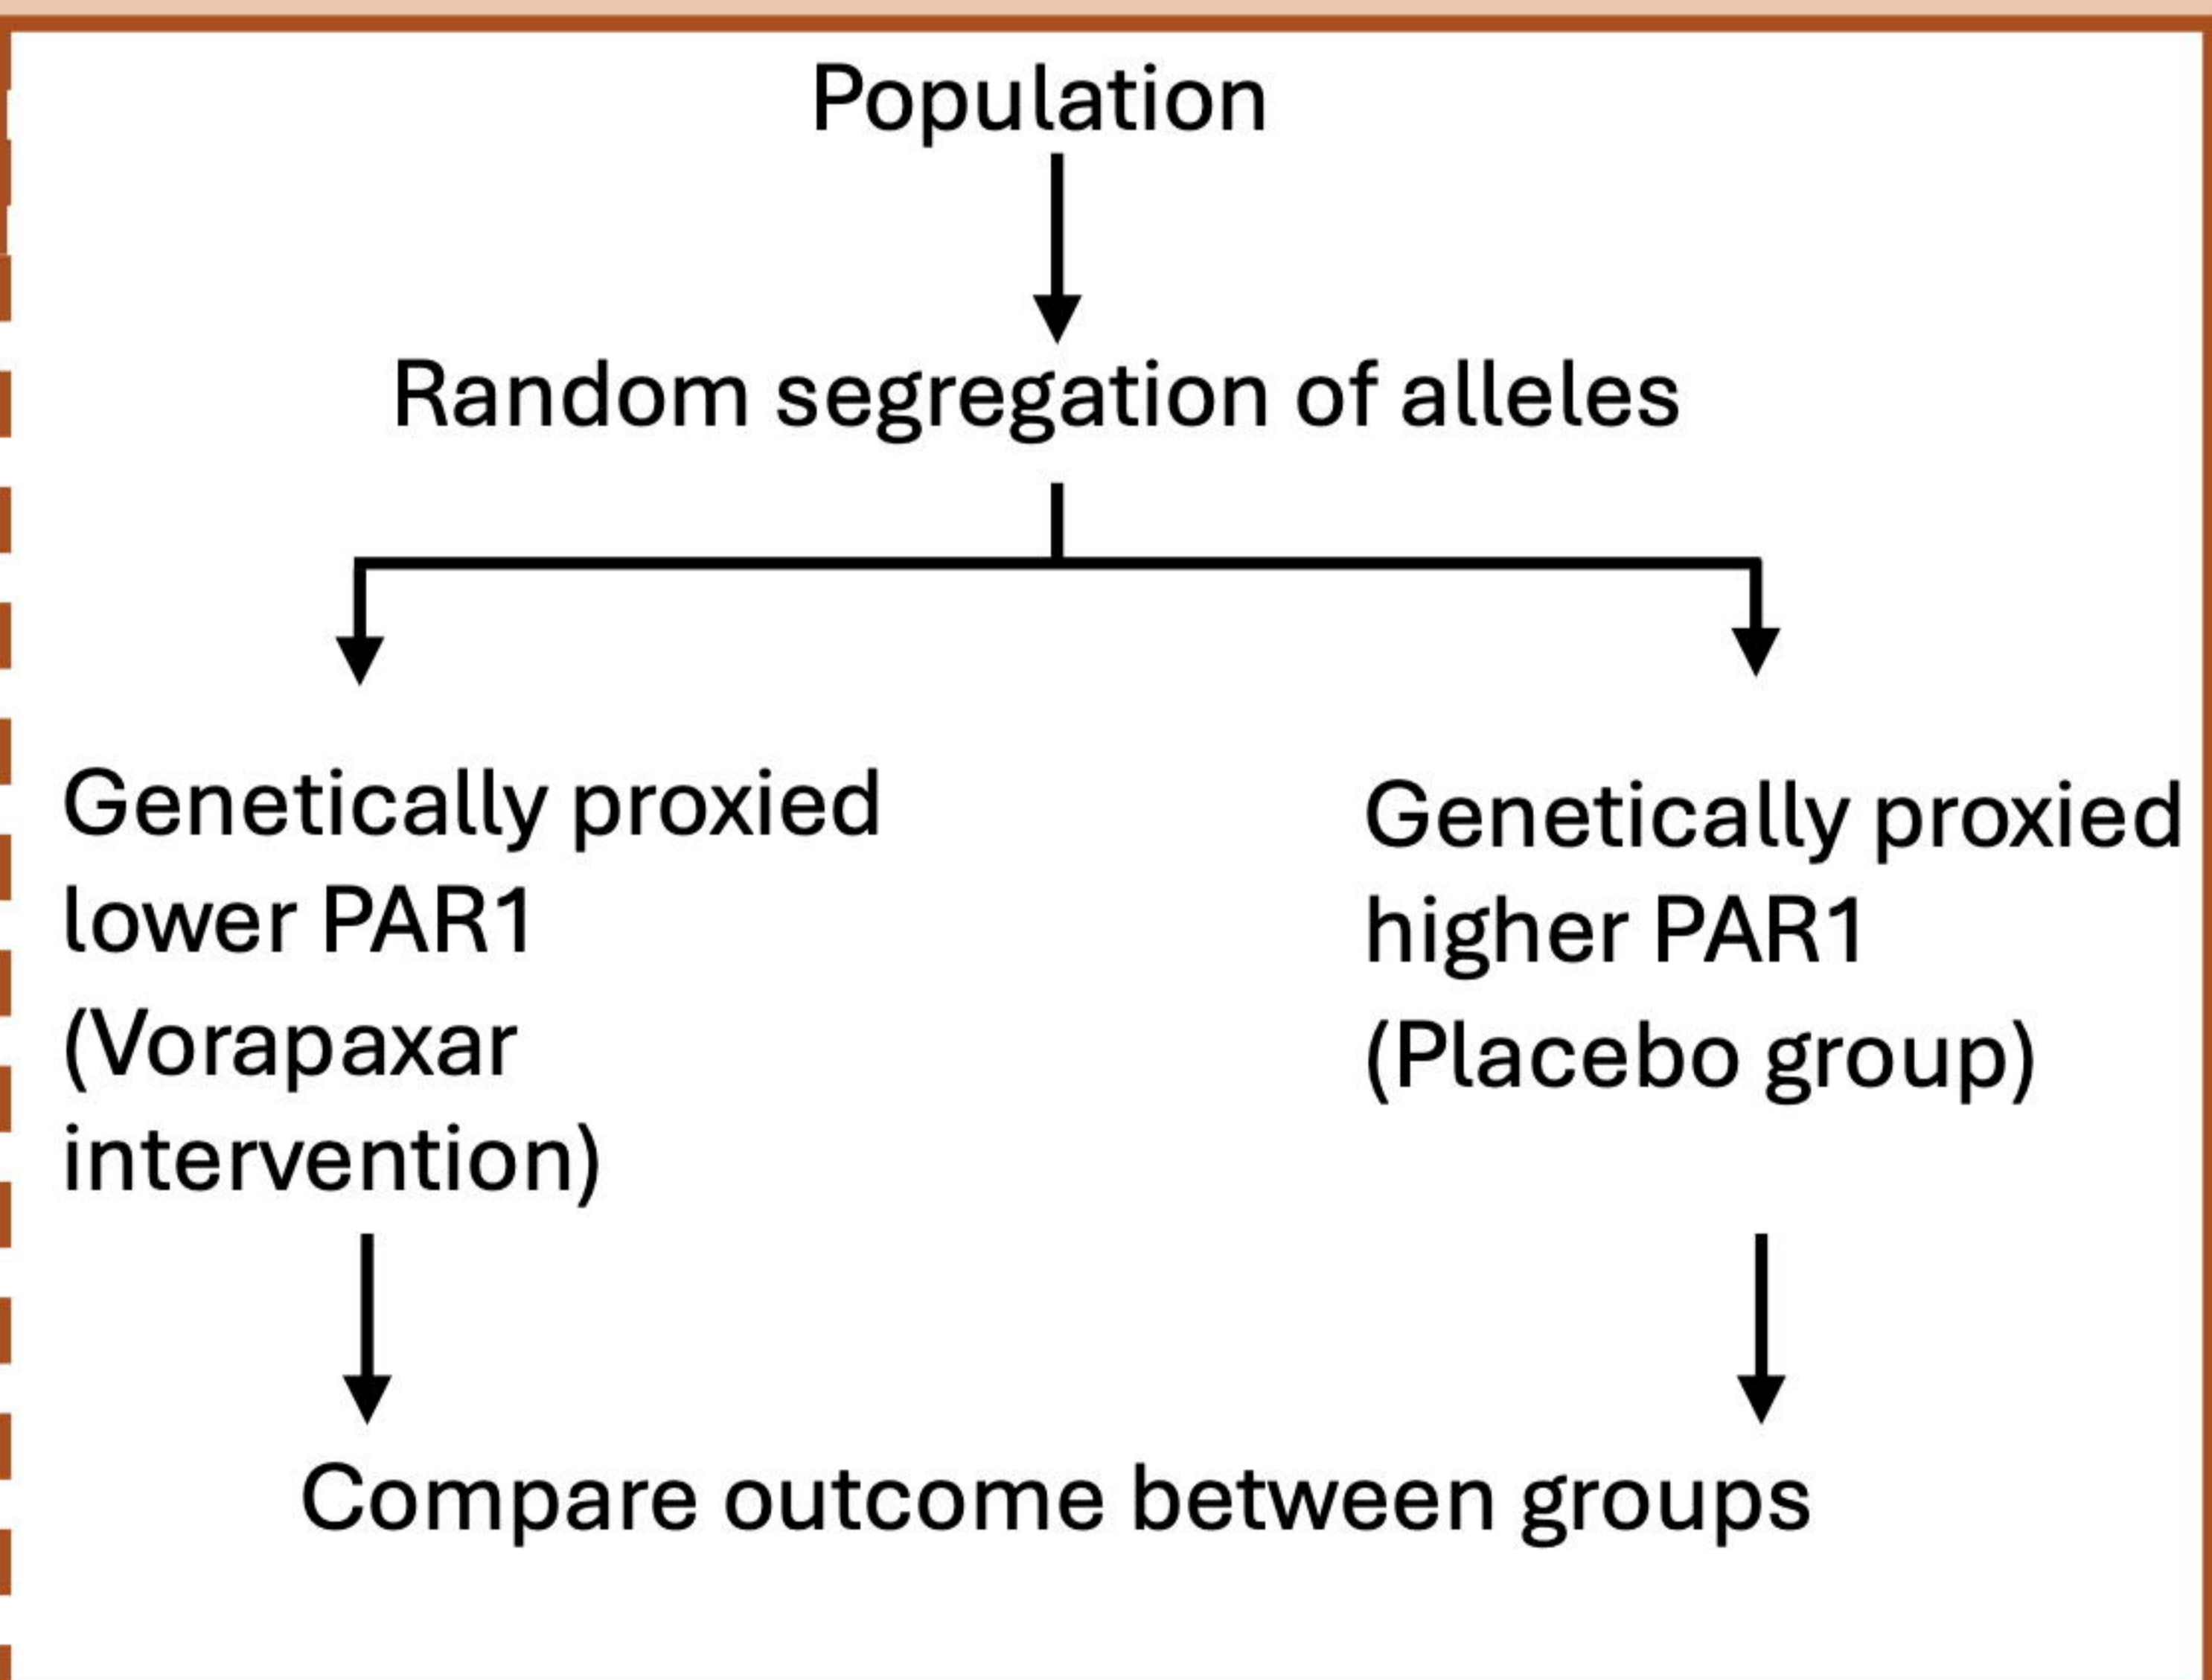 Population
Random segregation of alleles
Genetically proxied
lower PAR1
(Vorapaxar
intervention)
Genetically proxied
higher PAR1
(Placebo group)
Compare outcome between groups